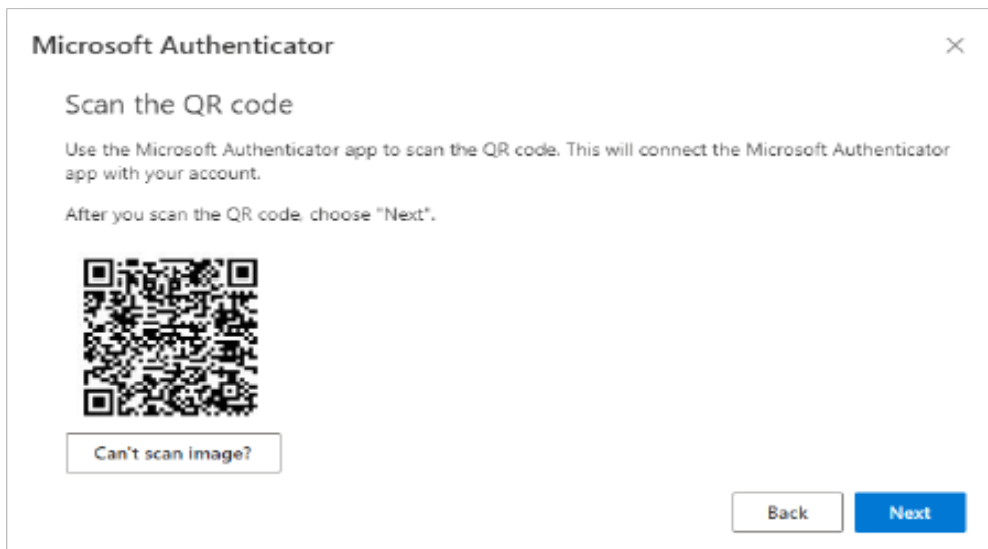 Microsoft Authenticator
Scan the QR code
Use the Microsoft Authenticator app to scan the QR code. This will connect the Microsoft Authenticator
app with your account.
After you scan the QR code, choose "Next".
Can't scan image?
Back
Next